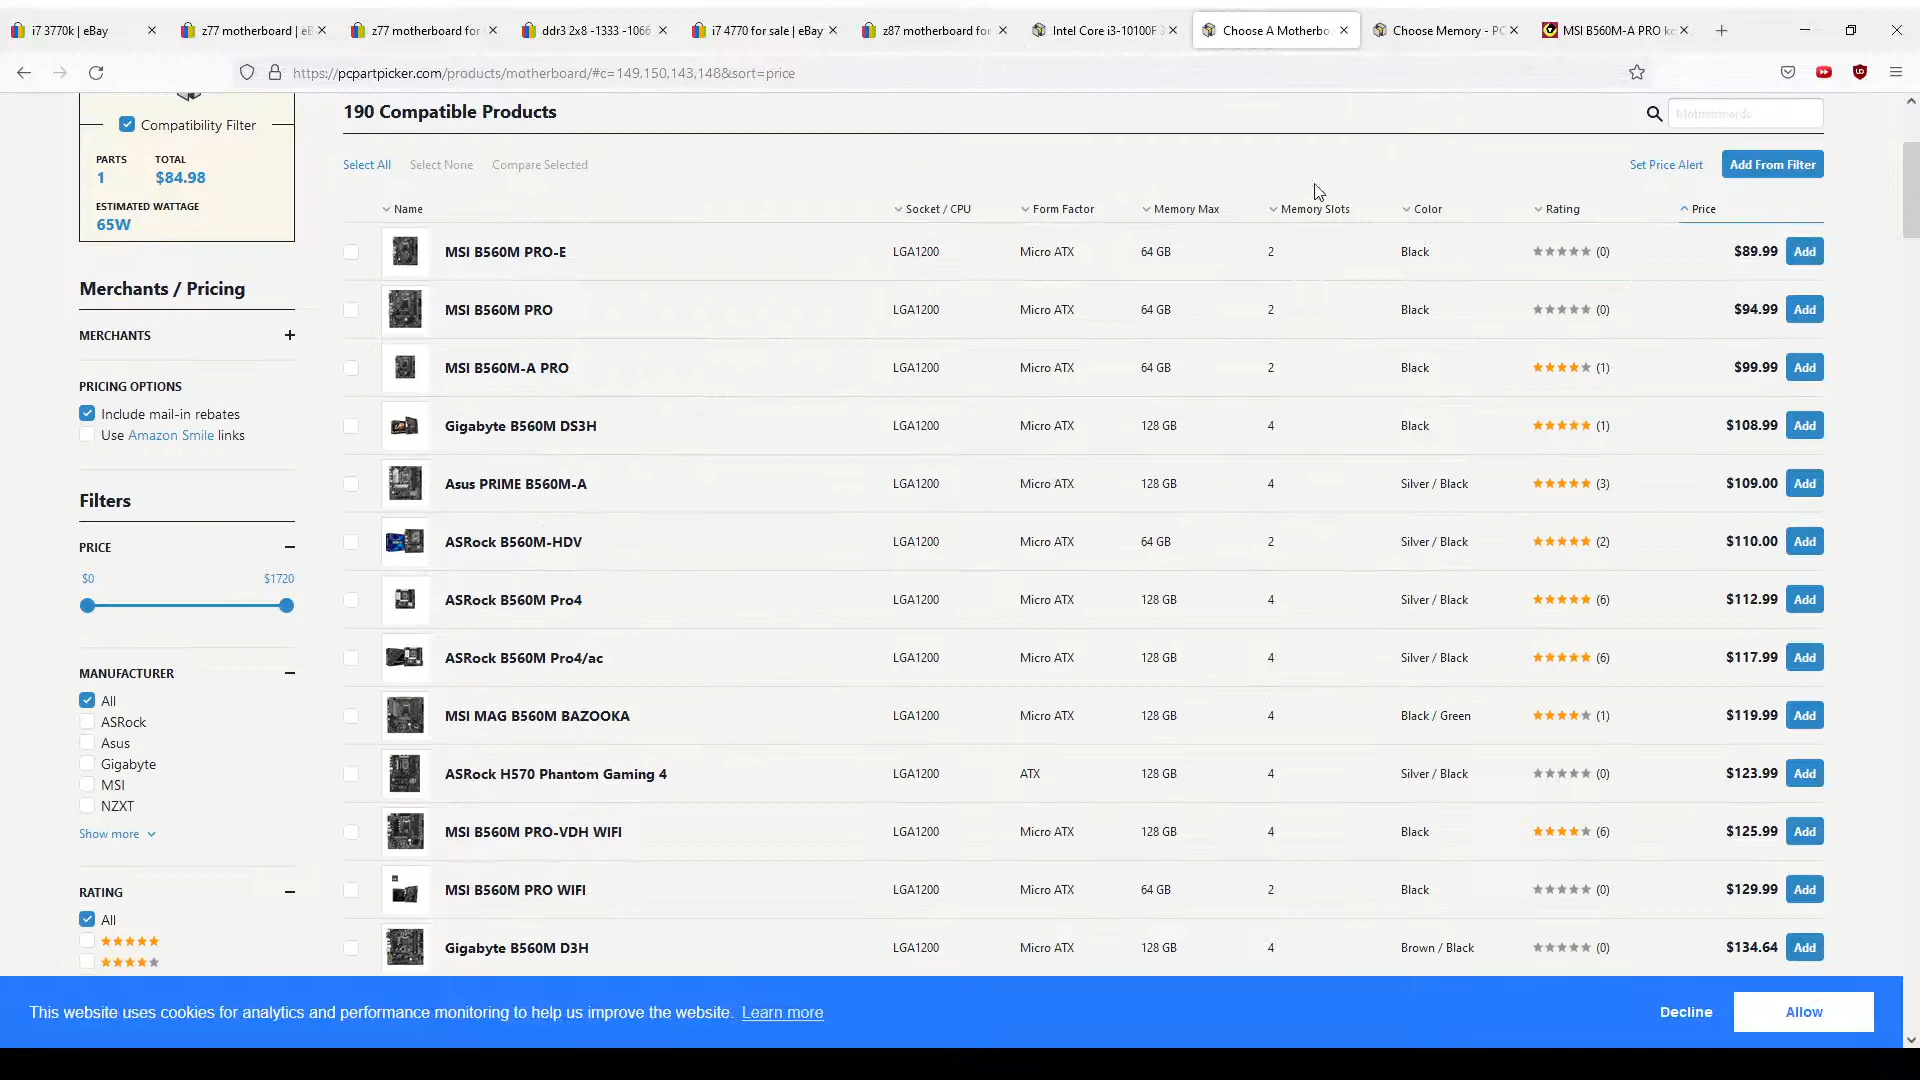 i7 3770k | eBay
z77 motherboard | eB
z77 motherboard for
ddr3 2x8 -1333 -1066
i7 4770 for sale | eBay
z87 motherboard for
Intel Core i3-10100F 3
Choose A Motherbo
Choose Memory - PC
MSI B560M-A PRO
https://pcpartpicker.com/products/motherboard/#c=149,150,143,148&sort=price
Compatibility Filter
PARTS TOTAL
1 $84.98
ESTIMATED WATTAGE
65W
Merchants / Pricing
MERCHANTS
PRICING OPTIONS
Include mail-in rebates
Use Amazon Smile links
Filters
PRICE
$0 $1720
MANUFACTURER
All
ASRock
Asus
Gigabyte
MSI
NZXT
Show more
RATING
All
190 Compatible Products
Motherboards
Select All Select None Compare Selected Set Price Alert Add From Filter
Name Socket / CPU Form Factor Memory Max Memory Slots Color Rating Price
MSI B560M PRO-E LGA1200 Micro ATX 64 GB 2 Black (0) $89.99 Add
MSI B560M PRO LGA1200 Micro ATX 64 GB 2 Black (0) $94.99 Add
MSI B560M-A PRO LGA1200 Micro ATX 64 GB 2 Black (1) $99.99 Add
Gigabyte B560M DS3H LGA1200 Micro ATX 128 GB 4 Black (1) $108.99 Add
Asus PRIME B560M-A LGA1200 Micro ATX 128 GB 4 Silver / Black (3) $109.00 Add
ASRock B560M-HDV LGA1200 Micro ATX 64 GB 2 Silver / Black (2) $110.00 Add
ASRock B560M Pro4 LGA1200 Micro ATX 128 GB 4 Silver / Black (6) $112.99 Add
ASRock B560M Pro4/ac LGA1200 Micro ATX 128 GB 4 Silver / Black (6) $117.99 Add
MSI MAG B560M BAZOOKA LGA1200 Micro ATX 128 GB 4 Black / Green (1) $119.99 Add
ASRock H570 Phantom Gaming 4 LGA1200 ATX 128 GB 4 Silver / Black (0) $123.99 Add
MSI B560M PRO-VDH WIFI LGA1200 Micro ATX 128 GB 4 Black (6) $125.99 Add
MSI B560M PRO WIFI LGA1200 Micro ATX 64 GB 2 Black (0) $129.99 Add
Gigabyte B560M D3H LGA1200 Micro ATX 128 GB 4 Brown / Black (0) $134.64 Add
This website uses cookies for analytics and performance monitoring to help us improve the website. Learn more Decline Allow